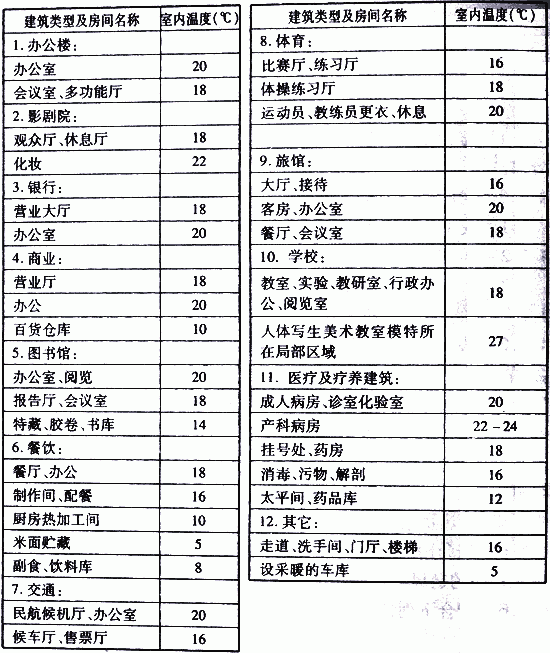 建筑类型及房间名称 室内温度(℃)
1.办公楼:
办公室 20
会议室、多功能厅 18
2.影剧院:
观众厅、休息厅 18
化妆 22
3.银行:
营业大厅 18
办公室 20
4.商业:
营业厅 18
办公 20
百货仓库 10
5.图书馆:
办公室、阅览 20
报告厅、会议室 18
特藏、胶卷、书库 14
6.餐饮:
餐厅、办公 18
制作间、配餐 16
厨房热加工间 10
米面贮藏 5
副食、饮料库 8
7.交通:
民航候机厅、办公室 20
候车厅、售票厅 16
建筑类型及房间名称 室内温度(℃)
8.体育:
比赛厅、练习厅 16
体操练习厅 18
运动员、教练员更衣、休息 20
9.旅馆:
大厅、接待 16
客房、办公室 20
餐厅、会议室 18
10. 学校:
教室、实验、教研室、行政办
公、阅览室 18
人体写生美术教室模特所
在局部区域 27
11. 医疗及疗养建筑:
成人病房、诊室化验室 20
产科病房 22-24
挂号处、药房 18
消毒、污物、解剖 16
太平间、药品库 12
12.其它:
走道、洗手间、门厅、楼梯 16
设采暖的车库 5